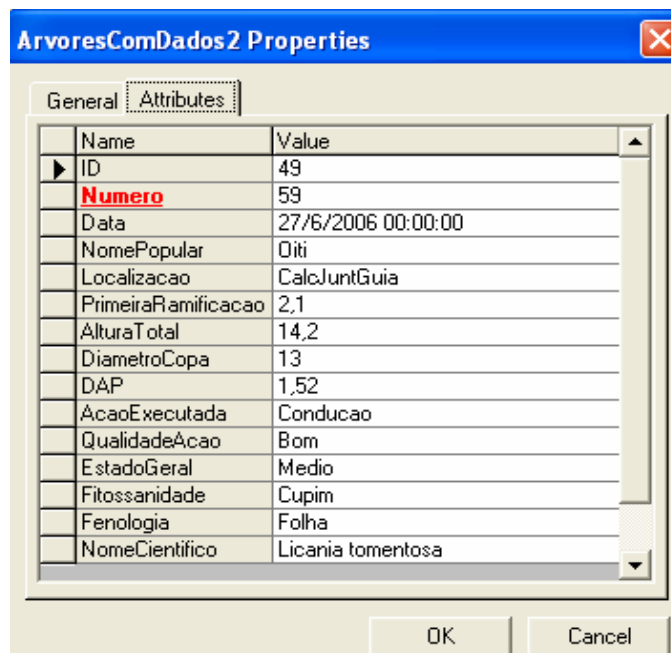 ArvoresComDados2 Properties
General Attributes
Name Value
ID 49
Numero 59
Data 27/6/2006 00:00:00
NomePopular Oiti
Localizacao CalcJuntGuia
PrimeiraRamificacao 2,1
AlturaTotal 14,2
DiametroCopa 13
DAP 1,52
AcaoExecutada Conducao
QualidadeAcao Bom
EstadoGeral Medio
Fitossanidade Cupim
Fenologia Folha
NomeCientifico Licania tomentosa
OK Cancel